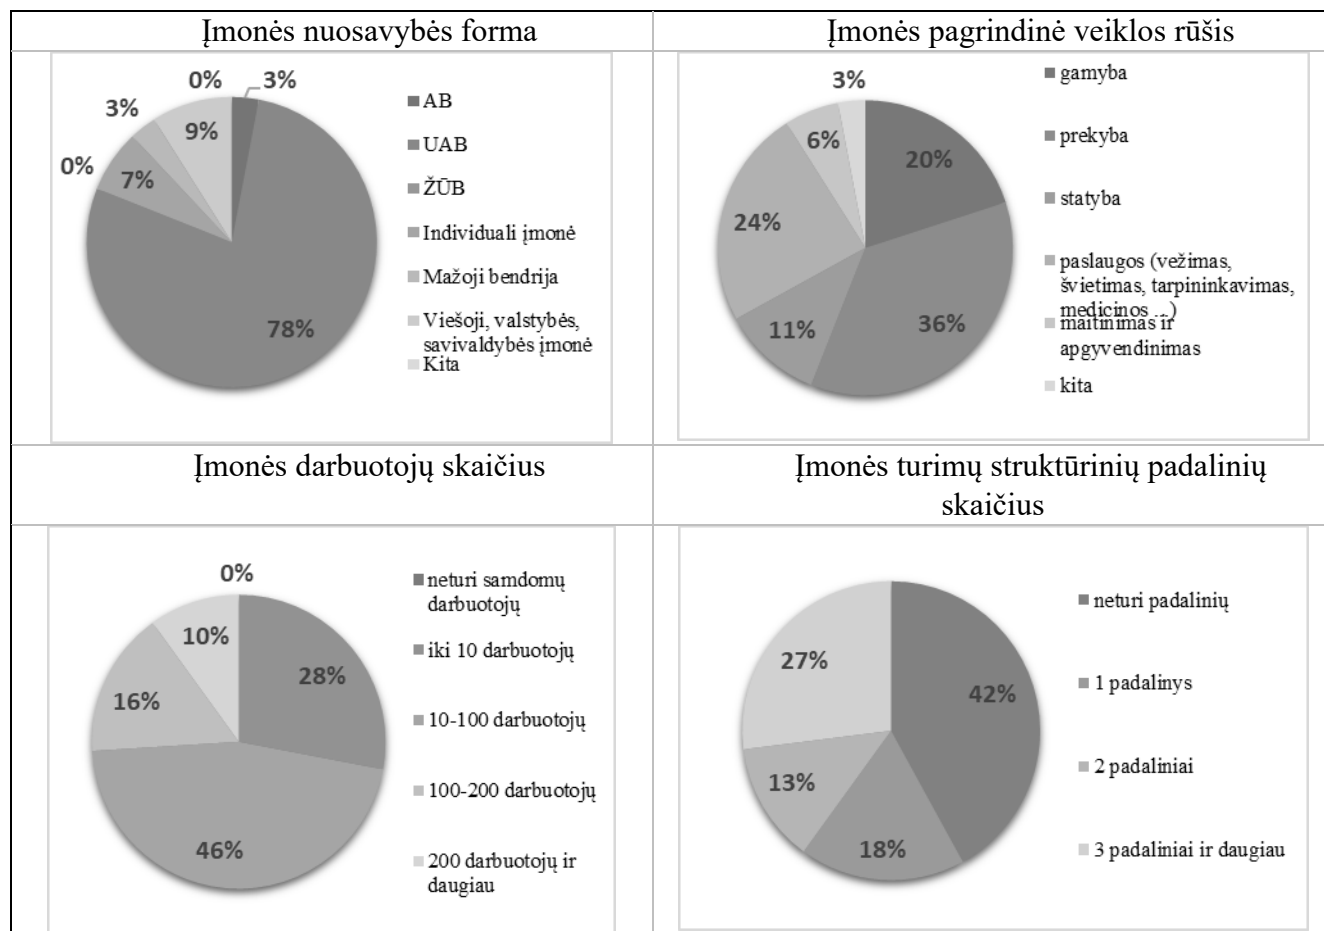 Įmonės nuosavybės forma
0%
3%
3%
9%
0%
7%
78%
AB
UAB
ŽŪB
Individuali įmonė
Mažoji bendrija
Viešoji, valstybės,
savivaldybės įmonė
Kita
Įmonės pagrindinė veiklos rūšis
3%
6%
20%
24%
11%
36%
gamyba
prekyba
statyba
paslaugos (vežimas,
švietimas, tarpininkavimas,
medicinos ...)
maitinimas ir
apgyvendinimas
kita
Įmonės darbuotojų skaičius
0%
10%
28%
16%
46%
neturi samdomų
darbuotojų
iki 10 darbuotojų
10-100 darbuotojų
100-200 darbuotojų
200 darbuotojų ir
daugiau
Įmonės turimų struktūrinių padalinių
skaičius
27%
42%
13%
18%
neturi padalinių
1 padalinys
2 padaliniai
3 padaliniai ir daugiau